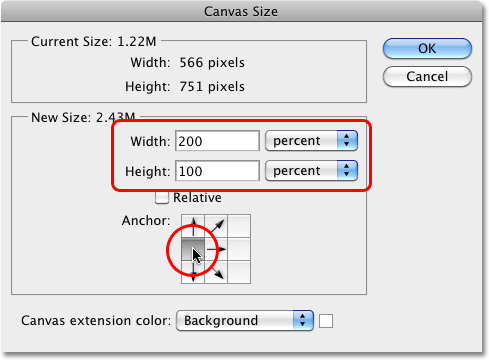 Canvas Size
Current Size: 1.22M
Width: 566 pixels
Height: 751 pixels
OK
Cancel
New Size: 2.43M
Width: 200 percent
Height: 100 percent
Relative
Anchor:
Canvas extension color: Background